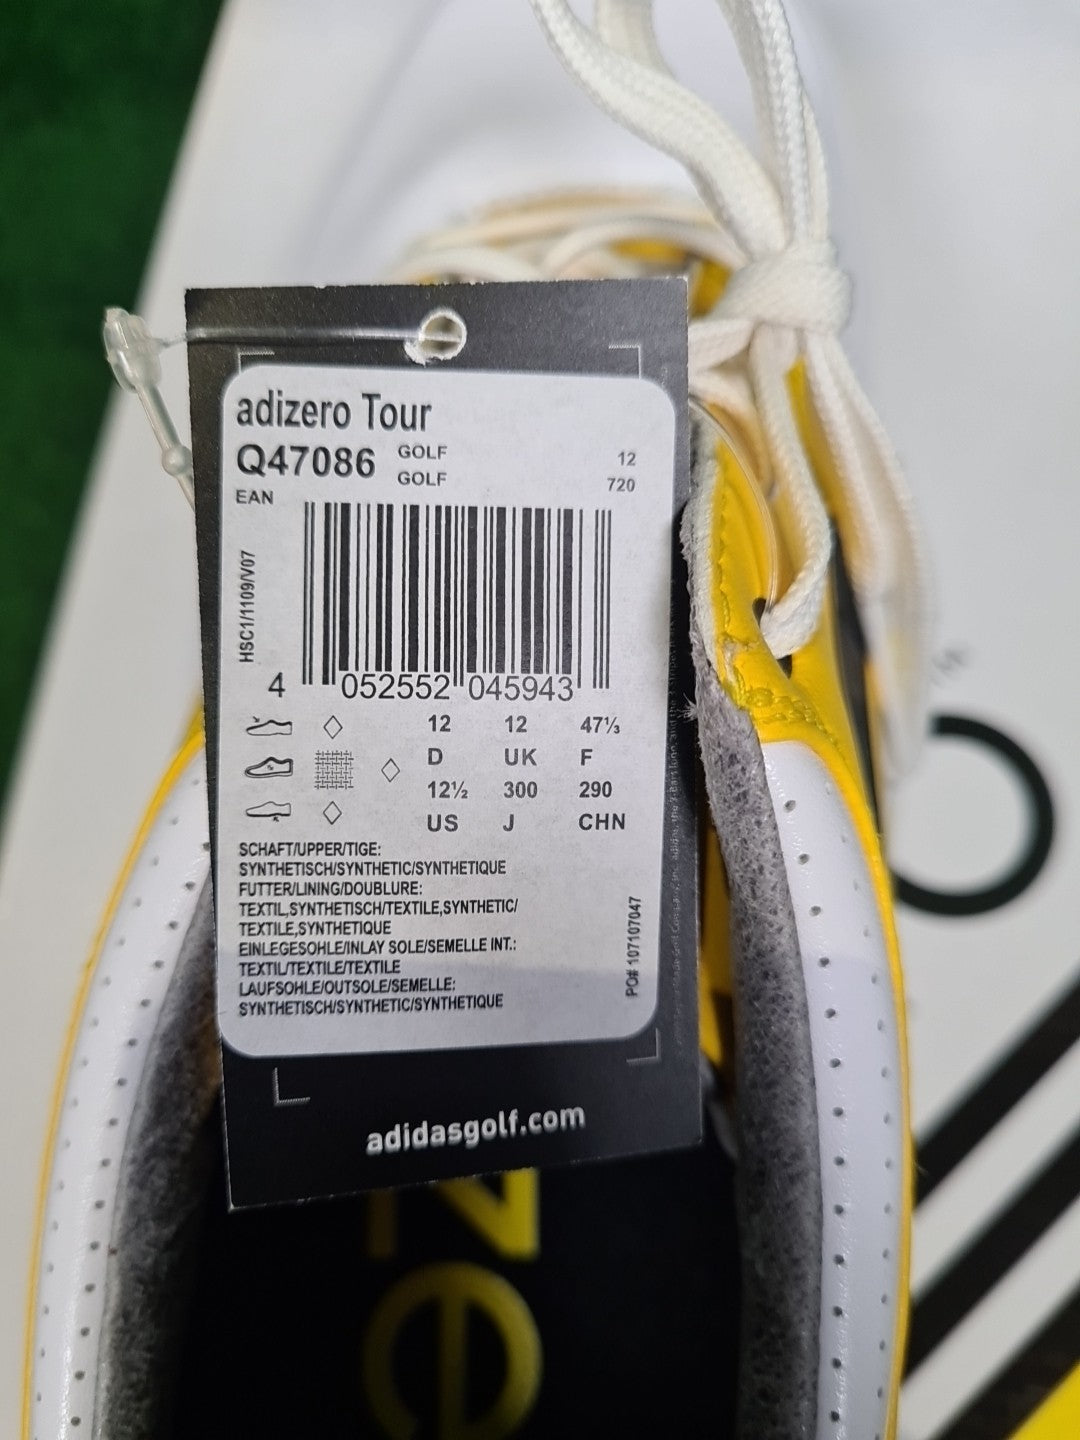 adizero Tour
Q47086 GOLF 12
GOLF 720
EAN
HSC1/1109/V07
4 052552 045943
12 12 47⅓
D UK F
12½ 300 290
US J CHN
SCHAFT/UPPER/TIGE:
SYNTHETISCH/SYNTHETIC/SYNTHETIQUE
FUTTER/LINING/DOUBLURE:
TEXTIL,SYNTHETISCH/TEXTILE,SYNTHETIC/
TEXTILE,SYNTHETIQUE
EINLEGESOHLE/INLAY SOLE/SEMELLE INT.:
TEXTIL/TEXTILE/TEXTILE
LAUFSOHLE/OUTSOLE/SEMELLE:
SYNTHETISCH/SYNTHETIC/SYNTHETIQUE
PO# 107107047
adidasgolf.com
ze